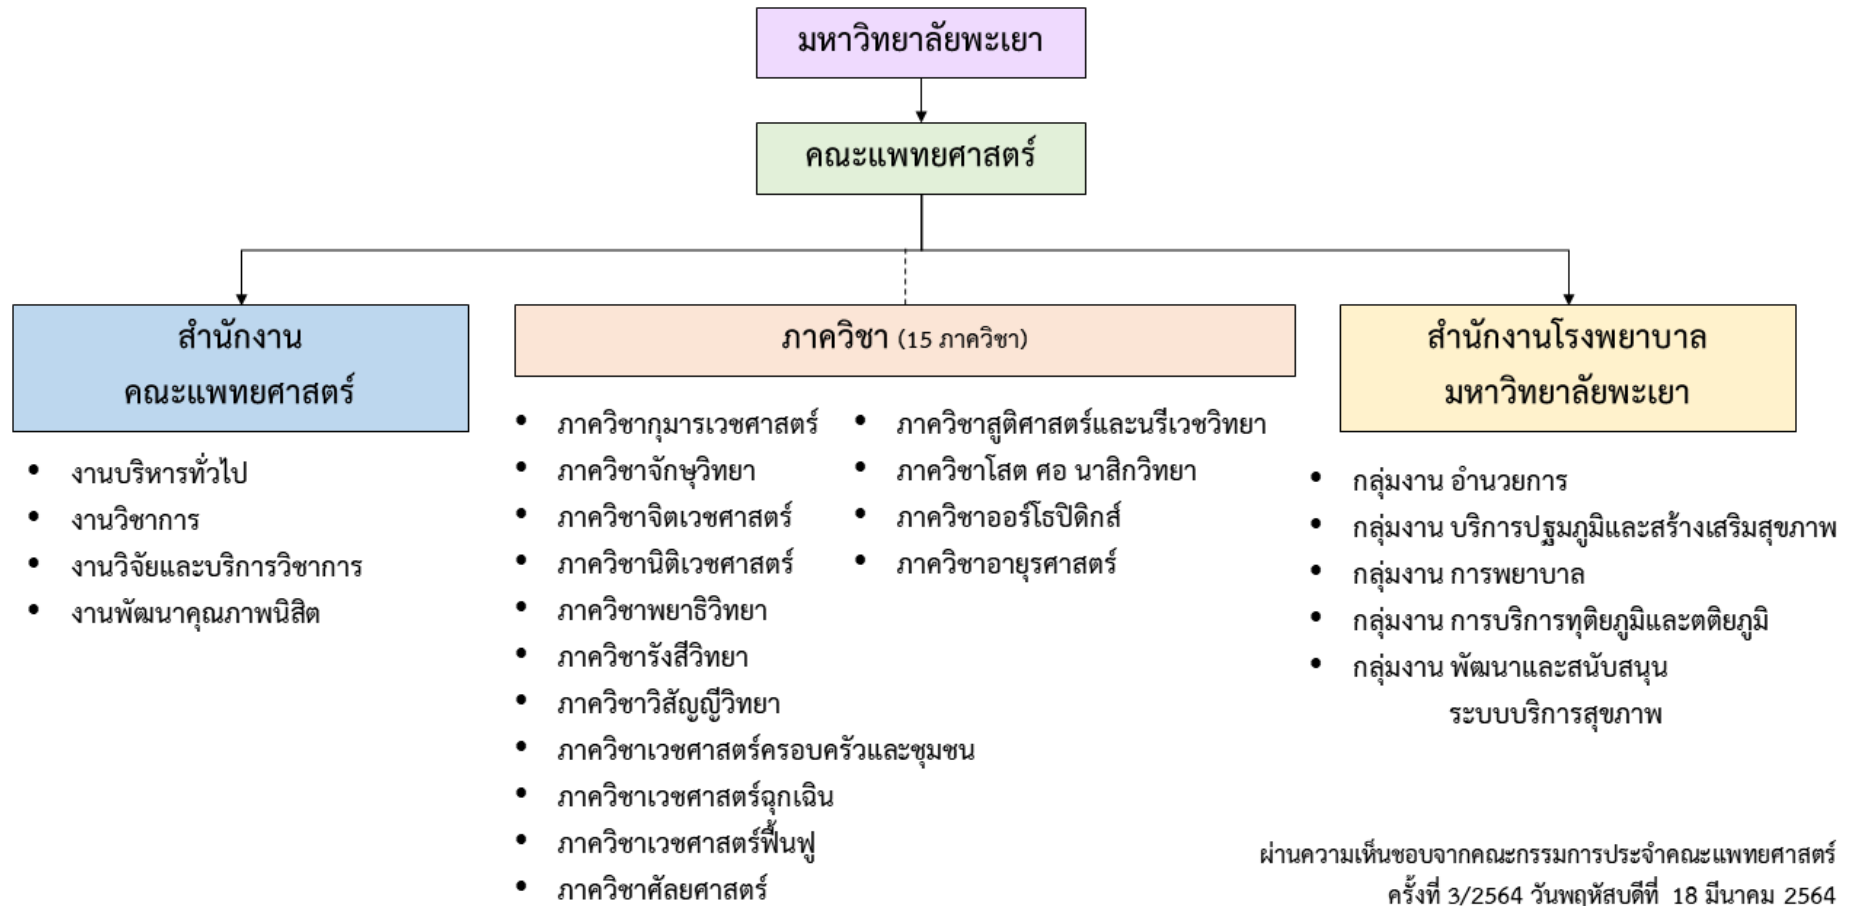 มหาวิทยาลัยพะเยา
คณะแพทยศาสตร์
สำนักงาน
คณะแพทยศาสตร์
• งานบริหารทั่วไป
• งานวิชาการ
• งานวิจัยและบริการวิชาการ
• งานพัฒนาคุณภาพนิสิต
ภาควิชา (15 ภาควิชา)
• ภาควิชากุมารเวชศาสตร์
• ภาควิชาจักษุวิทยา
• ภาควิชาจิตเวชศาสตร์
• ภาควิชานิติเวชศาสตร์
• ภาควิชาพยาธิวิทยา
• ภาควิชารังสีวิทยา
• ภาควิชาวิสัญญีวิทยา
• ภาควิชาเวชศาสตร์ครอบครัวและชุมชน
• ภาควิชาเวชศาสตร์ฉุกเฉิน
• ภาควิชาเวชศาสตร์ฟื้นฟู
• ภาควิชาศัลยศาสตร์
• ภาควิชาสูติศาสตร์และนรีเวชวิทยา
• ภาควิชาโสต ศอ นาสิกวิทยา
• ภาควิชาออร์โธปิดิกส์
• ภาควิชาอายุรศาสตร์
สำนักงานโรงพยาบาล
มหาวิทยาลัยพะเยา
• กลุ่มงาน อำนวยการ
• กลุ่มงาน บริการปฐมภูมิและสร้างเสริมสุขภาพ
• กลุ่มงาน การพยาบาล
• กลุ่มงาน การบริการทุติยภูมิและตติยภูมิ
• กลุ่มงาน พัฒนาและสนับสนุน
ระบบบริการสุขภาพ
ผ่านความเห็นชอบจากคณะกรรมการประจำคณะแพทยศาสตร์
ครั้งที่ 3/2564 วันพฤหัสบดีที่ 18 มีนาคม 2564